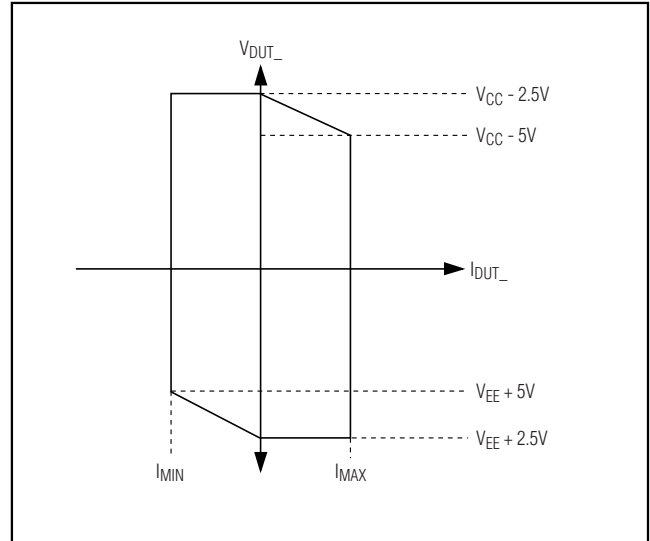 VDUT_
VCC - 2.5V
VCC - 5V
IDUT_
VEE + 5V
VEE + 2.5V
IMIN
IMAX